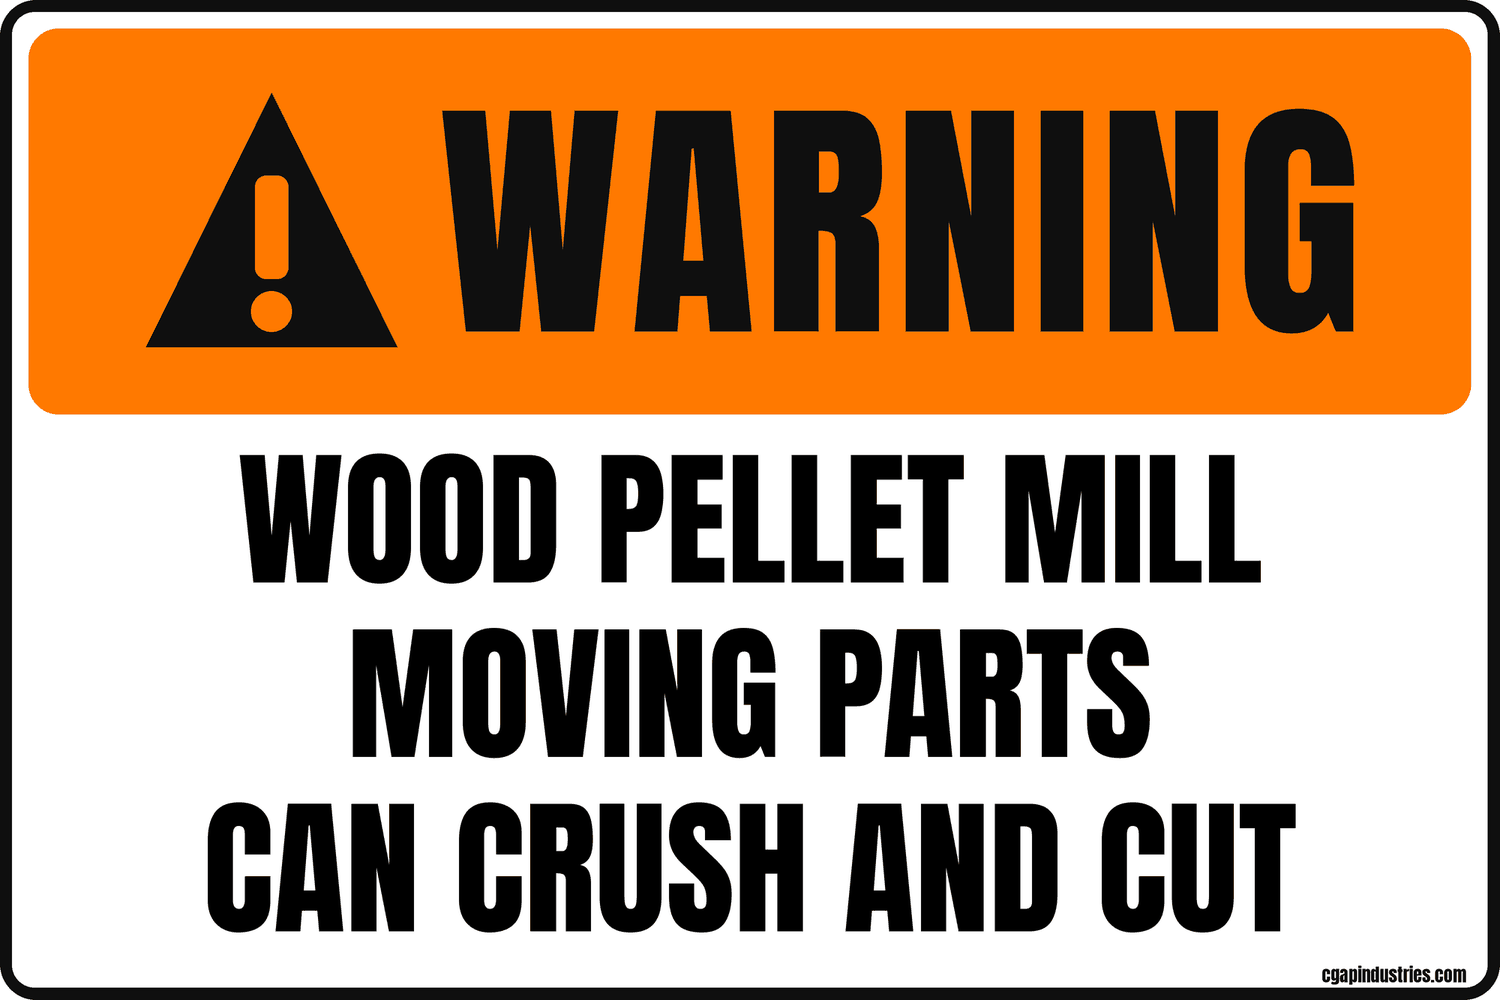 WARNING
WOOD PELLET MILL
MOVING PARTS
CAN CRUSH AND CUT
cgapindustries.com